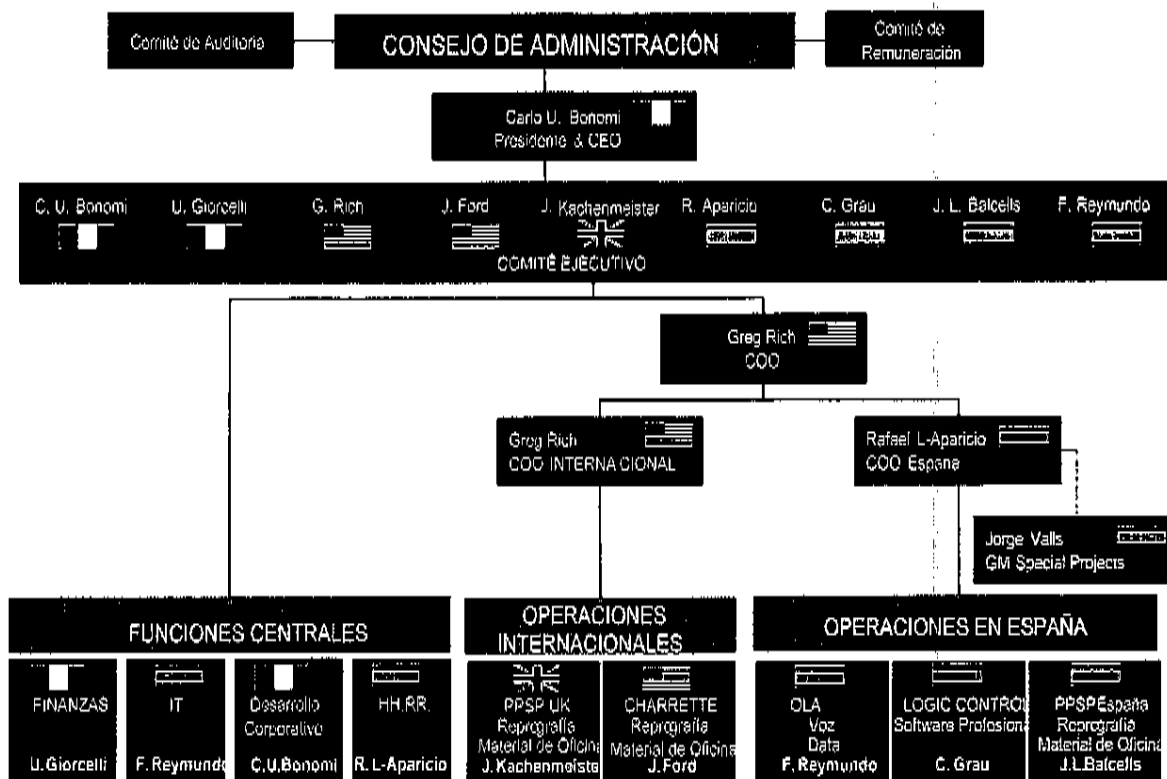 Comité de Auditoria
CONSEJO DE ADMINISTRACIÓN
Comité de
Remuneración
Carlo U. Bonomi
Presidente & CEO
C. U. Bonomi
U. Giorcelli
G. Rich
J. Ford
J. Kachenmeister
R. Aparicio
C. Grau
J. L. Balcells
F. Reymundo
COMITÉ EJECUTIVO
Greg Rich
COO
Greg Rich
COO INTERNACIONAL
Rafael L-Aparicio
COO Espana
Jorge Valls
GM Special Projects
FUNCIONES CENTRALES
FINANZAS
U. Giorcelli
IT
F. Reymundo
Desarrollo
Corporativo
C.U.Bonomi
HH.RR.
R. L-Aparicio
OPERACIONES
INTERNACIONALES
PPSP UK
Reprografía
Material de Oficina
J. Kachenmeiste
CHARRETTE
Reprografía
Material de Oficina
J. Ford
OPERACIONES EN ESPAÑA
OLA
Voz
Data
F. Reymundo
LOGIC CONTROL
Software Profesiona
C. Grau
PPSPEspaña
Reprografía
Material de Oficina
J.L.Balcells